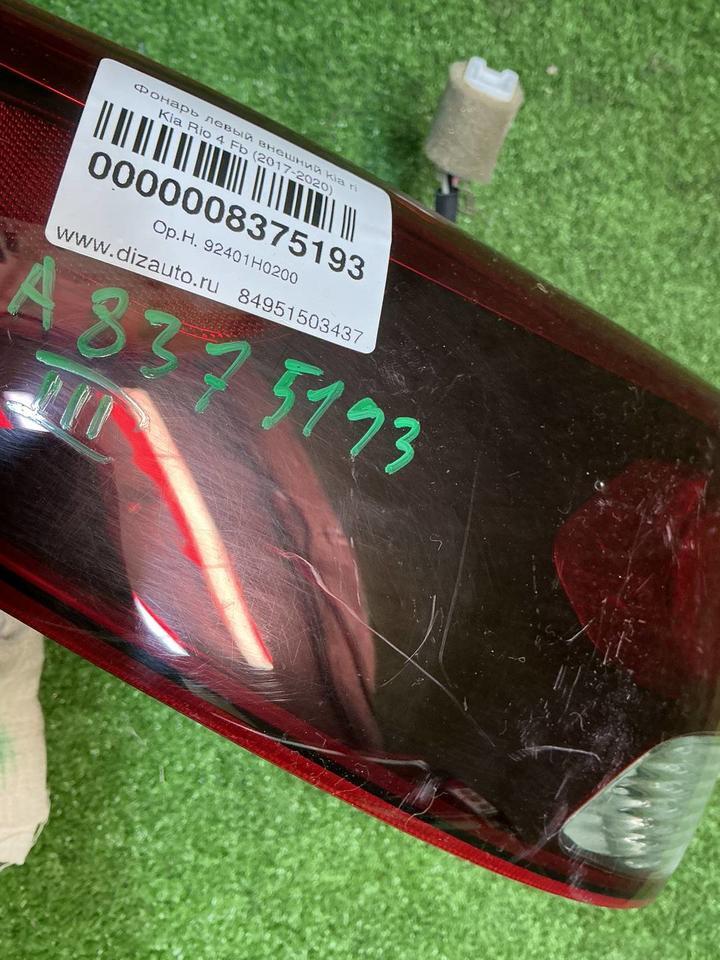 Фонарь левый внешний kia ri
Kia Rio 4 Fb (2017-2020)
0000008375193
Ор.Н. 92401H0200
www.dizauto.ru 84951503437
A 8375193
III